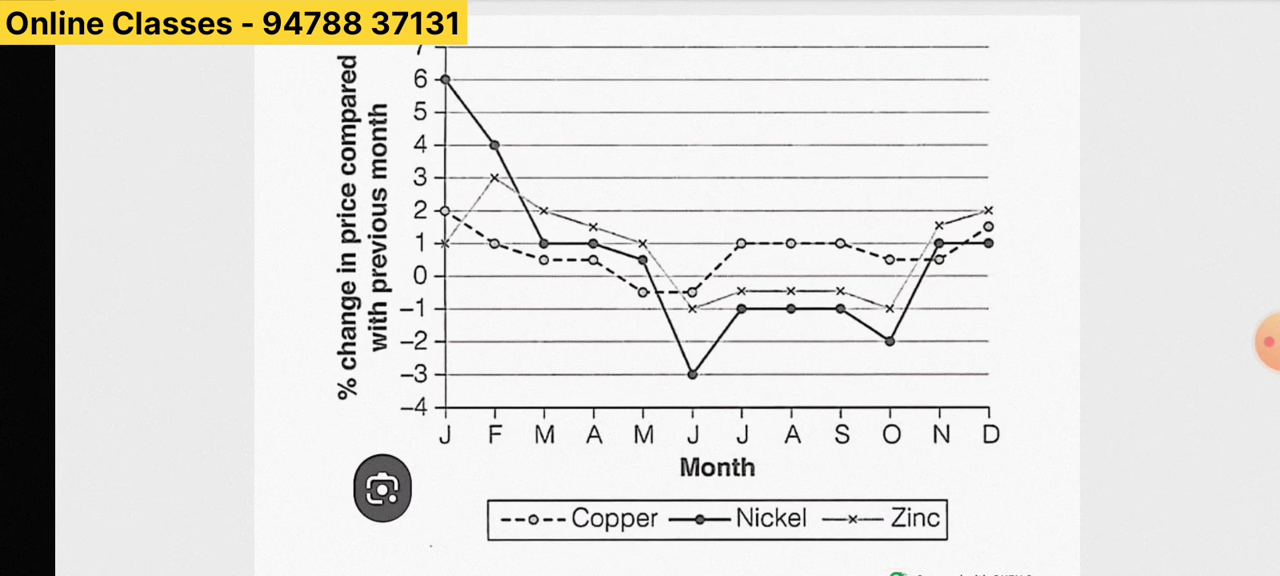 Online Classes - 94788 37131
% change in price compared
with previous month
7
6
5
4
3
2
1
0
−1
−2
−3
−4
J F M A M J J A S O N D
Month
Copper Nickel Zinc